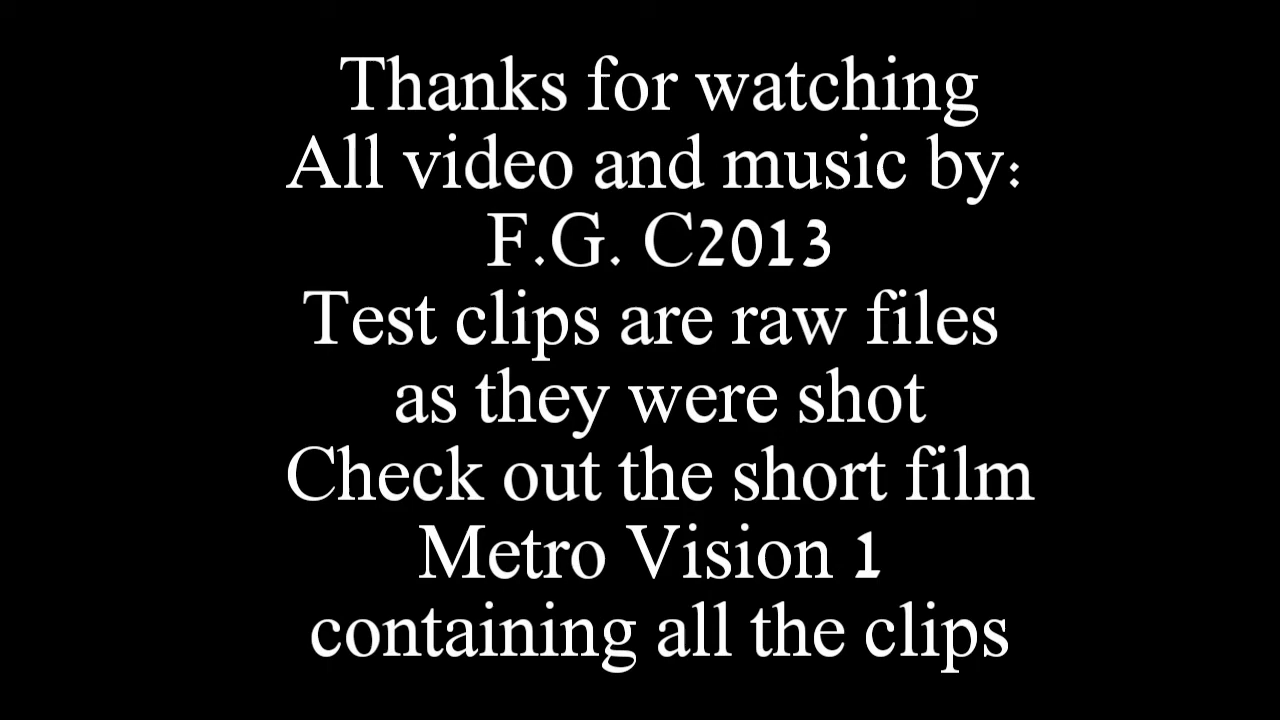 Thanks for watching
All video and music by:
F.G. C2013
Test clips are raw files
as they were shot
Check out the short film
Metro Vision 1
containing all the clips